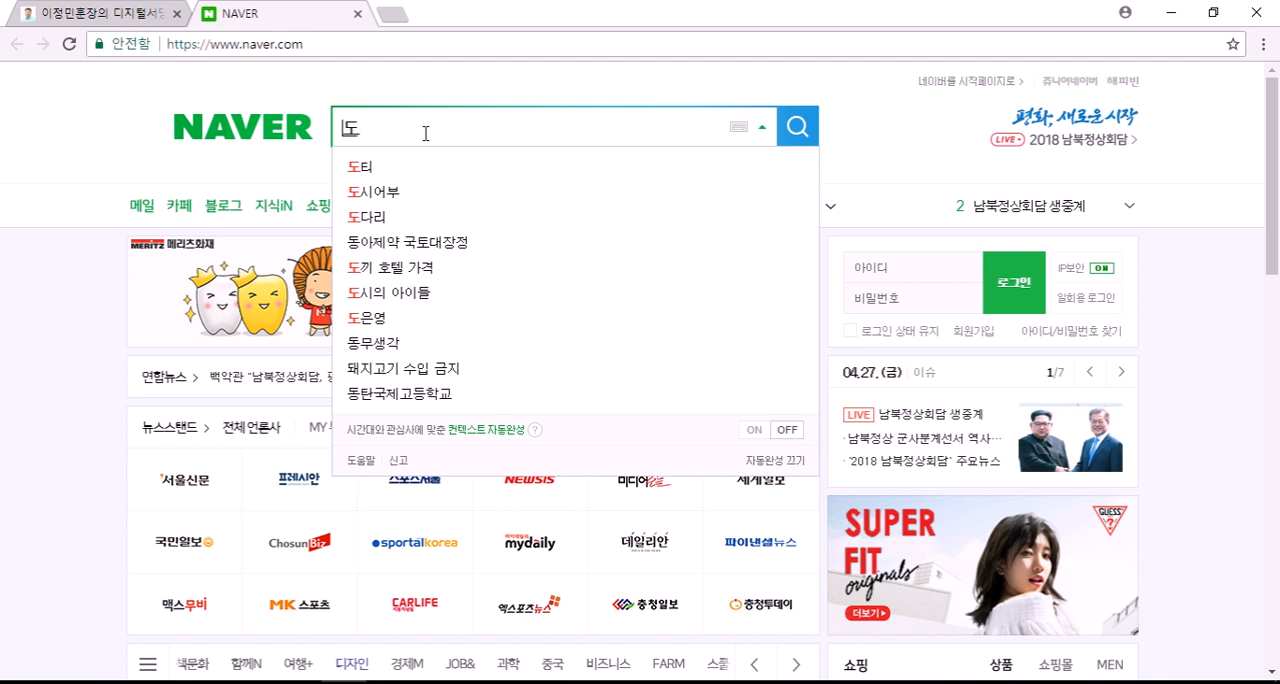 이정민훈장의 디지털서당
NAVER
안전함 https://www.naver.com
네이버를 시작페이지로 쥬니어네이버 해피빈
NAVER
도
평화, 새로운 시작
LIVE 2018 남북정상회담
도티
도시어부
도다리
동아제약 국토대장정
도끼 호텔 가격
도시의 아이들
도은영
동무생각
돼지고기 수입 금지
동탄국제고등학교
시간대와 관심사에 맞춘 컨텍스트 자동완성 ? ON OFF
도움말 신고 자동완성 끄기
메일 카페 블로그 지식iN 쇼핑
2 남북정상회담 생중계
MERITZ 메리츠화재
아이디
비밀번호
로그인
IP보안 ON
일회용 로그인
로그인 상태 유지 회원가입 아이디/비밀번호 찾기
연합뉴스 백악관 "남북정상회담,
04.27. (금) 이슈 1/7
LIVE 남북정상회담 생중계
· 남북정상 군사분계선서 역사…
· '2018 남북정상회담' 주요뉴스
뉴스스탠드 전체언론사 MY
서울신문 프레시안 스포츠서울 NEWSIS 미디어오늘 세계일보
국민일보 ChosunBiz sportalkorea mydaily 데일리안 파이낸셜뉴스
맥스무비 MK 스포츠 CARLIFE 엑스포츠뉴스 충청일보 충청투데이
SUPER
FIT
originals
더보기
GUESS
?
책문화 함께N 여행+ 디자인 경제M JOB& 과학 중국 비즈니스 FARM
쇼핑 상품 쇼핑몰 MEN